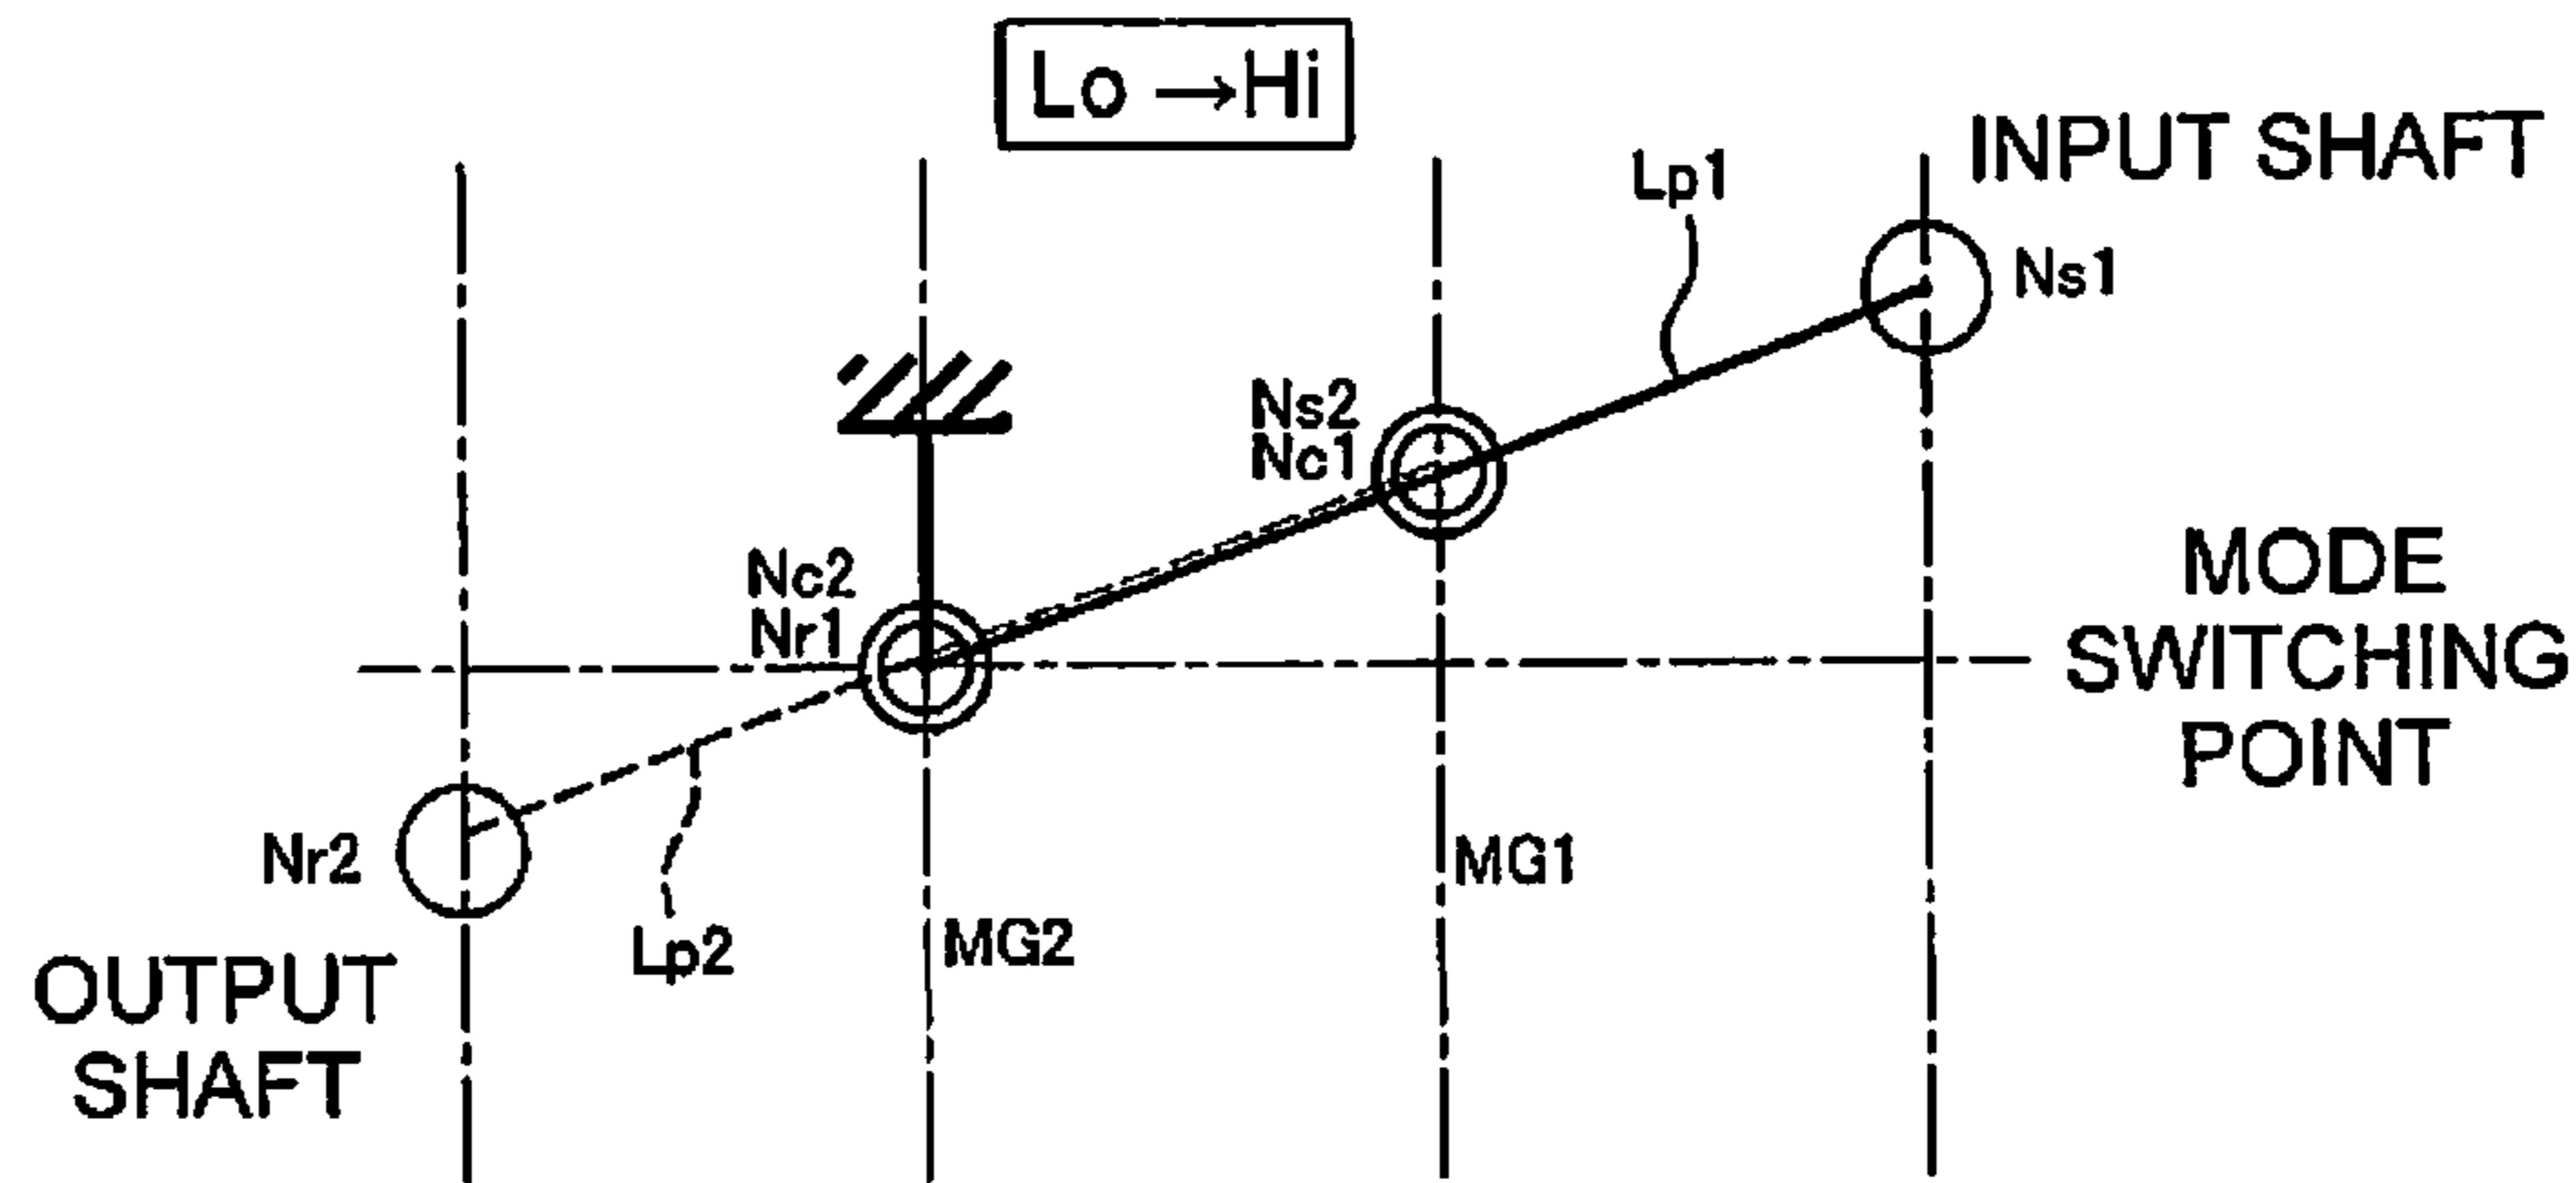 Lo →Hi
INPUT SHAFT
Lp1
Ns1
Ns2
Nc1
MODE
SWITCHING
POINT
Nc2
Nr1
Nr2
MG1
Lp2
MG2
OUTPUT
SHAFT